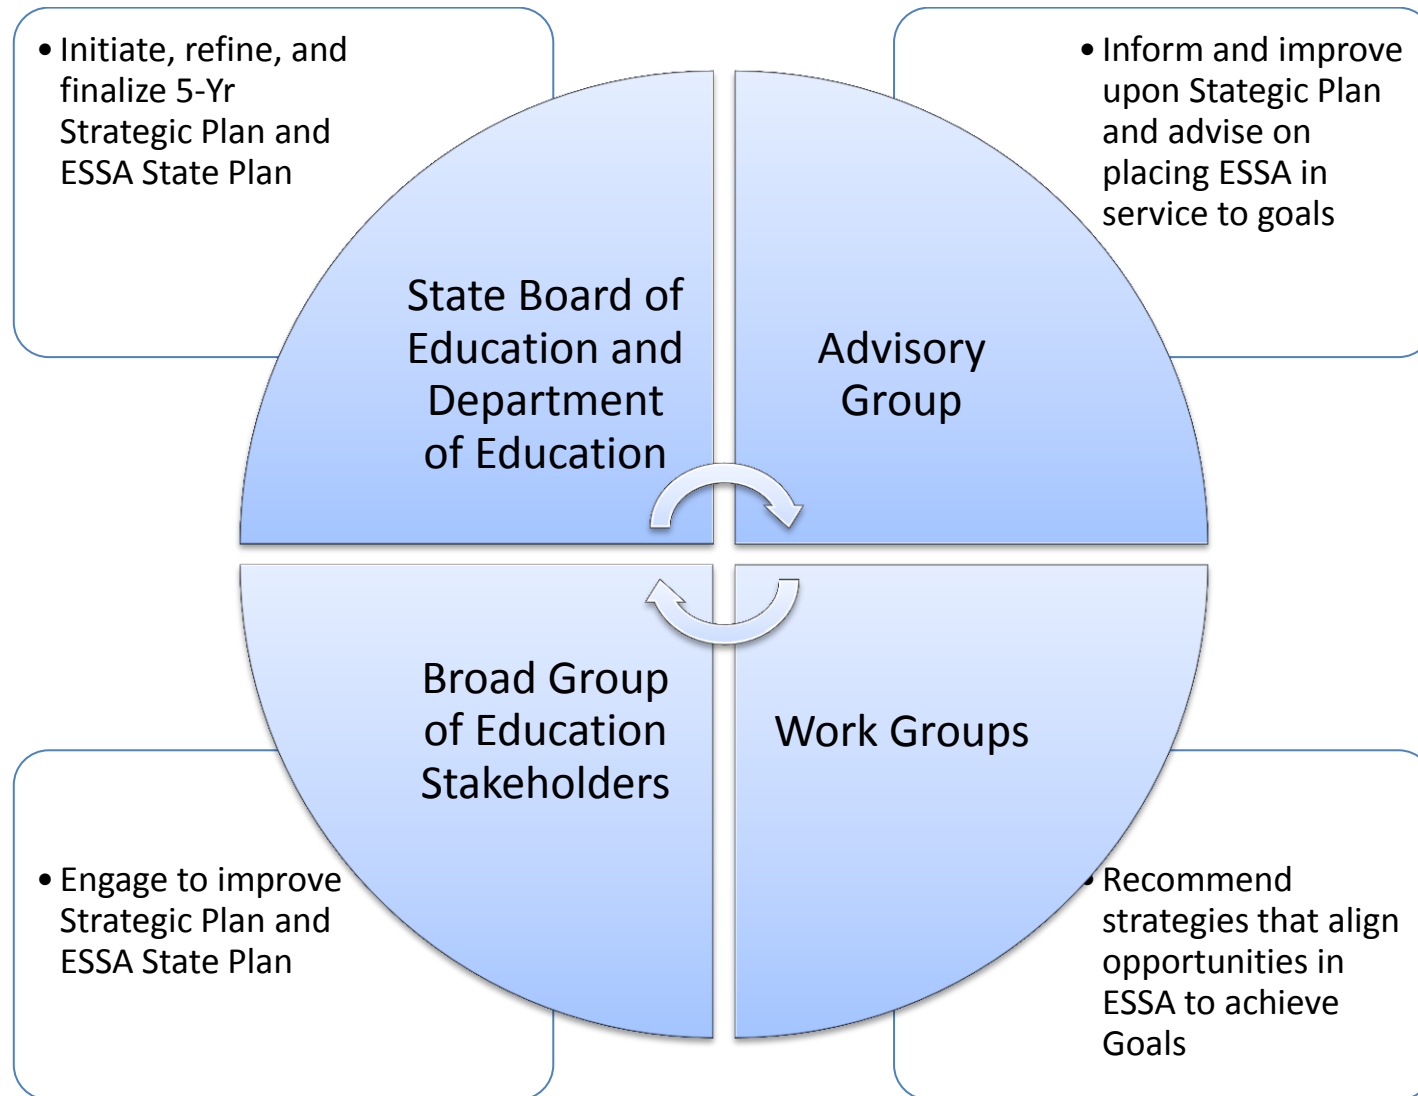 • Initiate, refine, and
finalize 5-Yr
Strategic Plan and
ESSA State Plan
• Inform and improve
upon Stategic Plan
and advise on
placing ESSA in
service to goals
State Board of
Education and
Department
of Education
Advisory
Group
Broad Group
of Education
Stakeholders
Work Groups
• Engage to improve
Strategic Plan and
ESSA State Plan
• Recommend
strategies that align
opportunities in
ESSA to achieve
Goals